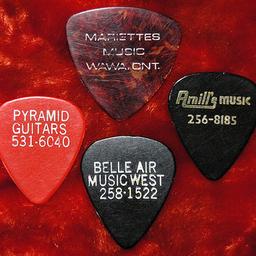 MARIETTES
MUSIC
WAWA.ONT.
Amill's MUSIC
256-8185
PYRAMID
GUITARS
531-6040
BELLE AIR
MUSIC WEST
258-1522